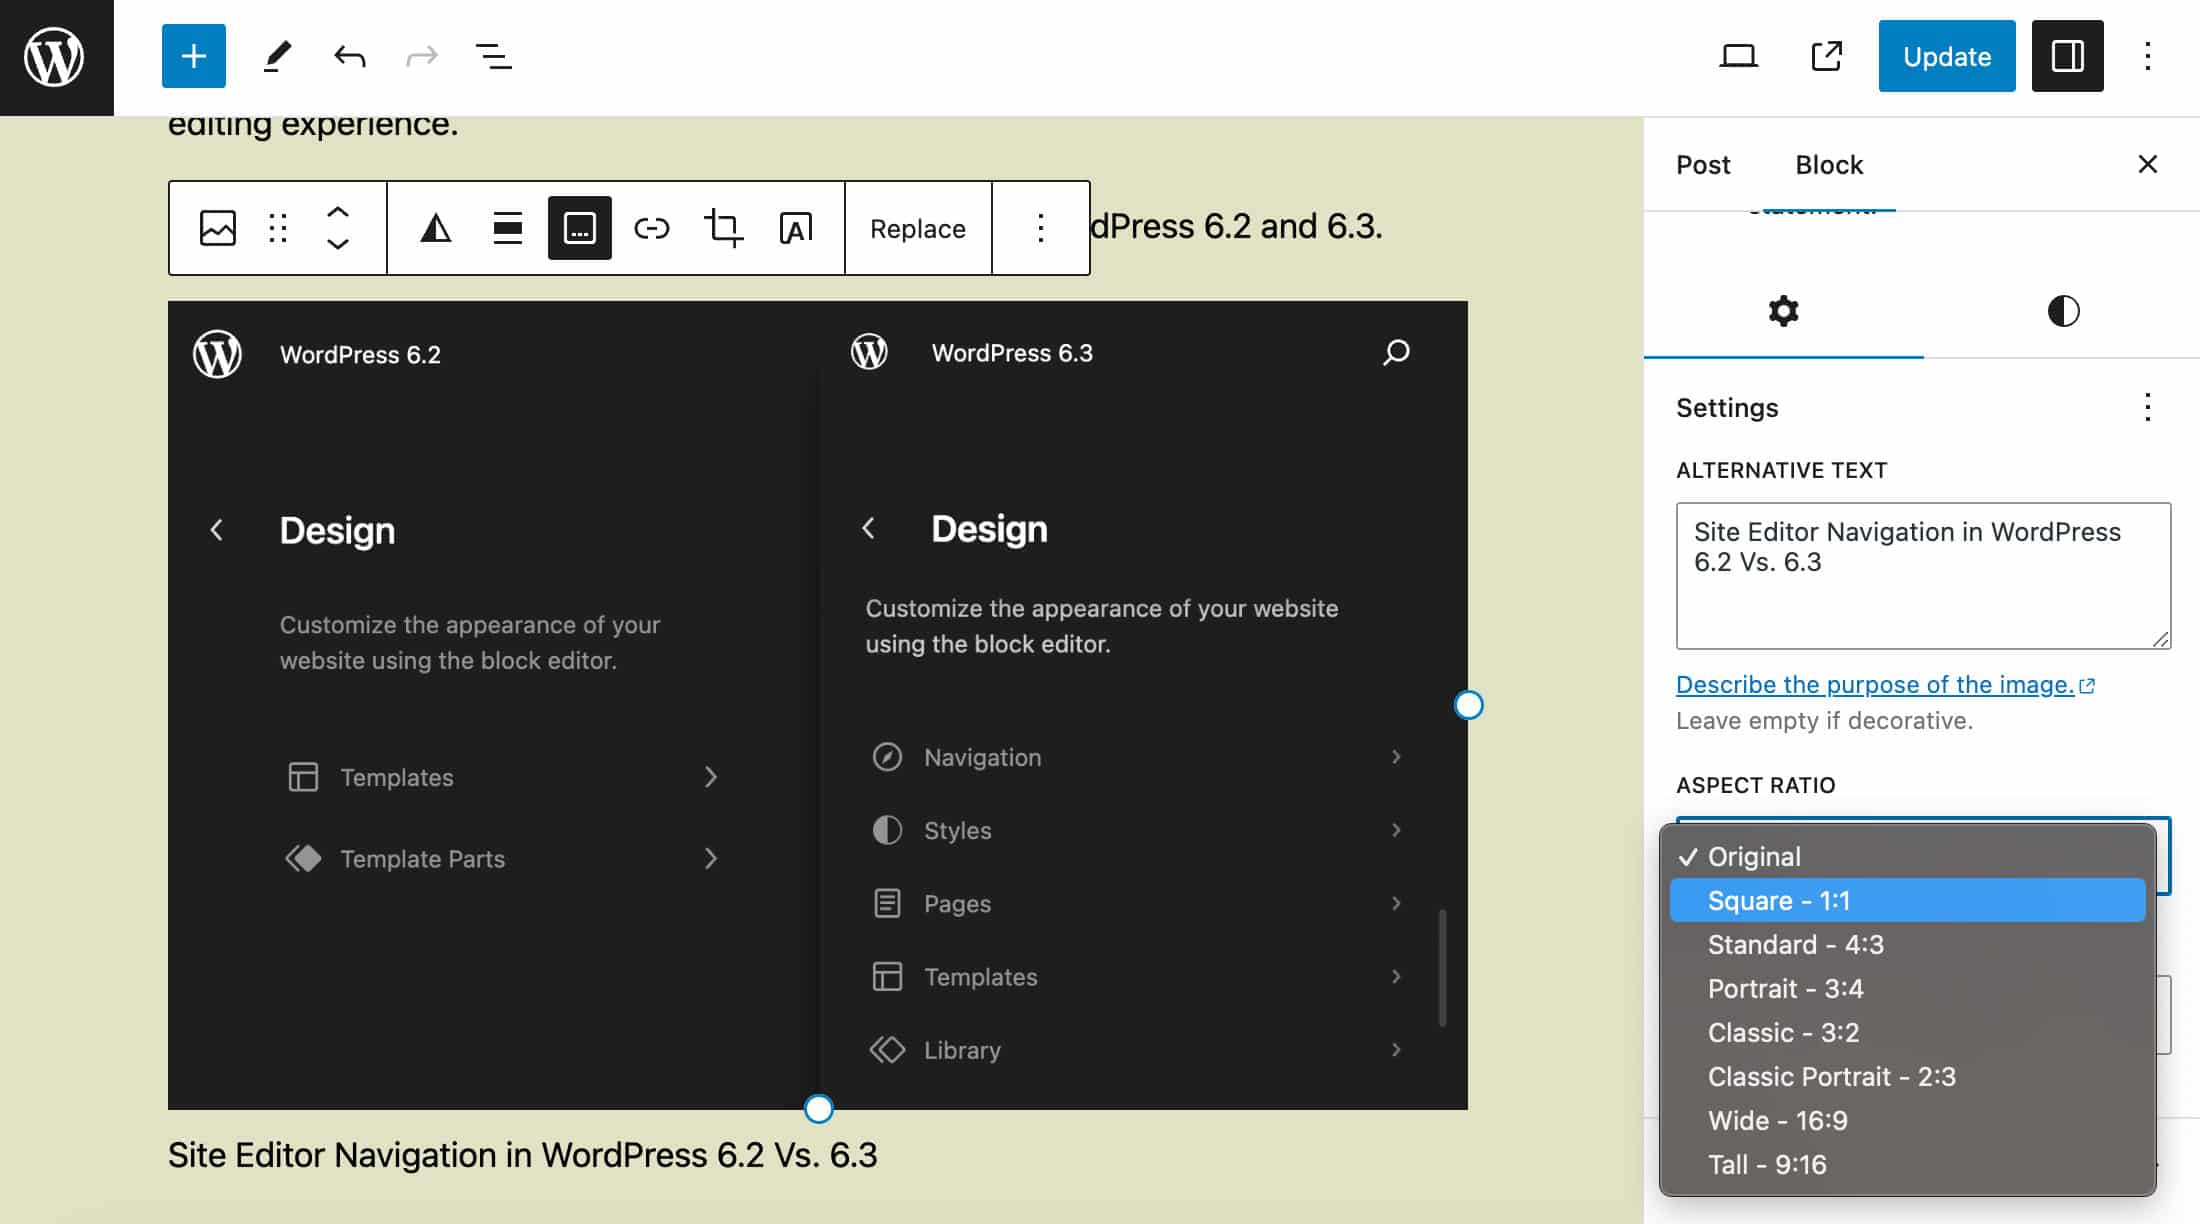 Update
editing experience.
Replace
dPress 6.2 and 6.3.
WordPress 6.2
Design
Customize the appearance of your
website using the block editor.
Templates
Template Parts
WordPress 6.3
Design
Customize the appearance of your website
using the block editor.
Navigation
Styles
Pages
Templates
Library
Site Editor Navigation in WordPress 6.2 Vs. 6.3
Post
Block
statement.
Settings
ALTERNATIVE TEXT
Site Editor Navigation in WordPress
6.2 Vs. 6.3
Describe the purpose of the image.
Leave empty if decorative.
ASPECT RATIO
✓ Original
Square - 1:1
Standard - 4:3
Portrait - 3:4
Classic - 3:2
Classic Portrait - 2:3
Wide - 16:9
Tall - 9:16